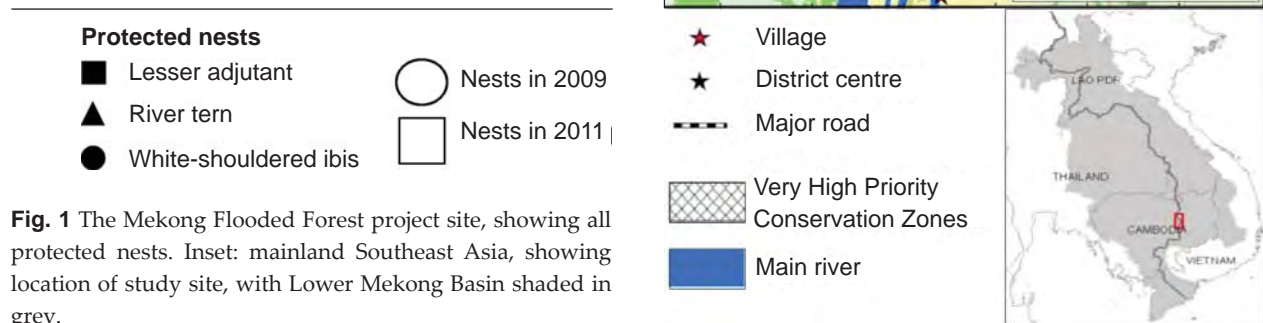 Protected nests
Lesser adjutant
River tern
White-shouldered ibis
Nests in 2009
Nests in 2011
Fig. 1 The Mekong Flooded Forest project site, showing all
protected nests. Inset: mainland Southeast Asia, showing
location of study site, with Lower Mekong Basin shaded in
grey.
Village
District centre
Major road
Very High Priority
Conservation Zones
Main river
LAO PDR
THAILAND
CAMBODIA
VIETNAM